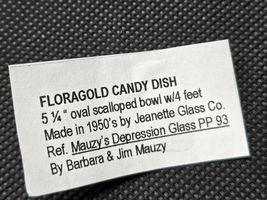 FLORAGOLD CANDY DISH
5 ¼ " oval scalloped bowl w/4 feet
Made in 1950's by Jeanette Glass Co.
Ref. Mauzy's Depression Glass PP 93
By Barbara & Jim Mauzy